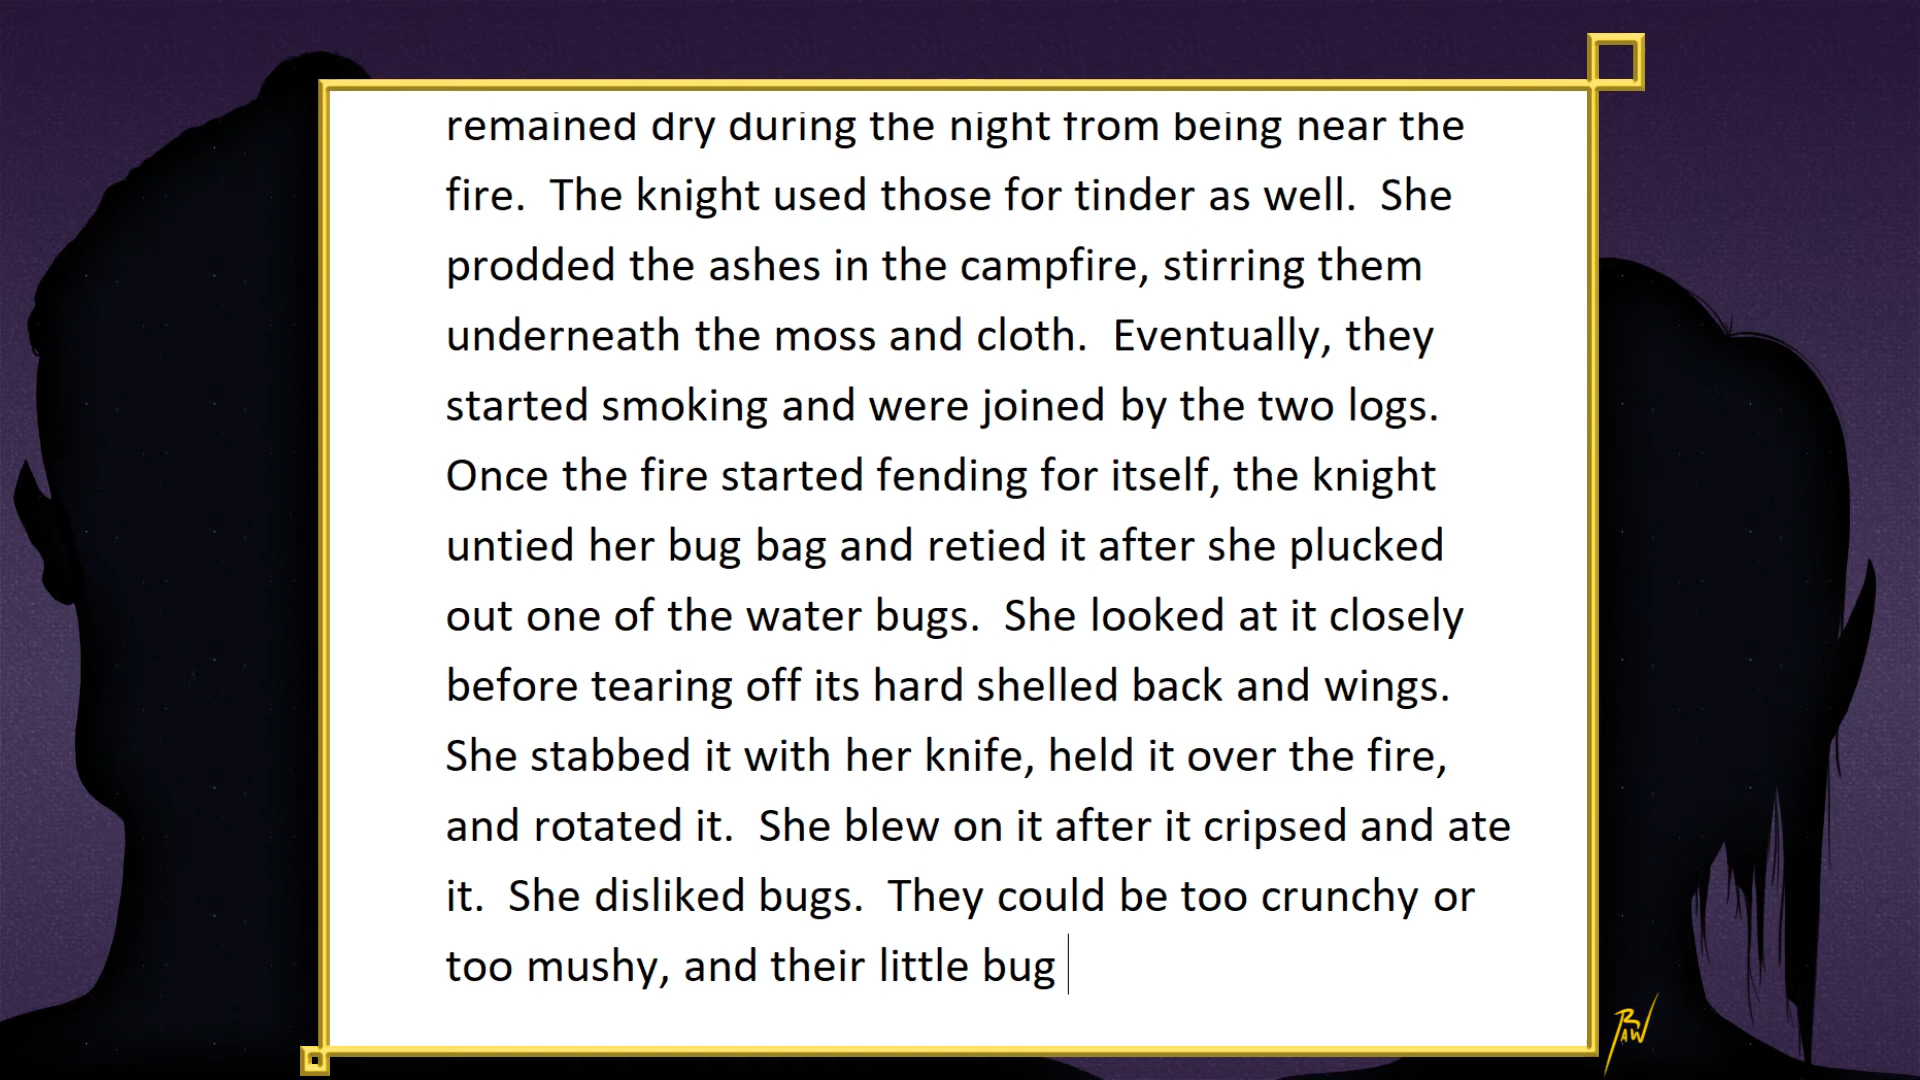 remained dry during the night from being near the
fire.  The knight used those for tinder as well.  She
prodded the ashes in the campfire, stirring them
underneath the moss and cloth.  Eventually, they
started smoking and were joined by the two logs.
Once the fire started fending for itself, the knight
untied her bug bag and retied it after she plucked
out one of the water bugs.  She looked at it closely
before tearing off its hard shelled back and wings.
She stabbed it with her knife, held it over the fire,
and rotated it.  She blew on it after it cripsed and ate
it.  She disliked bugs.  They could be too crunchy or
too mushy, and their little bug
RAW